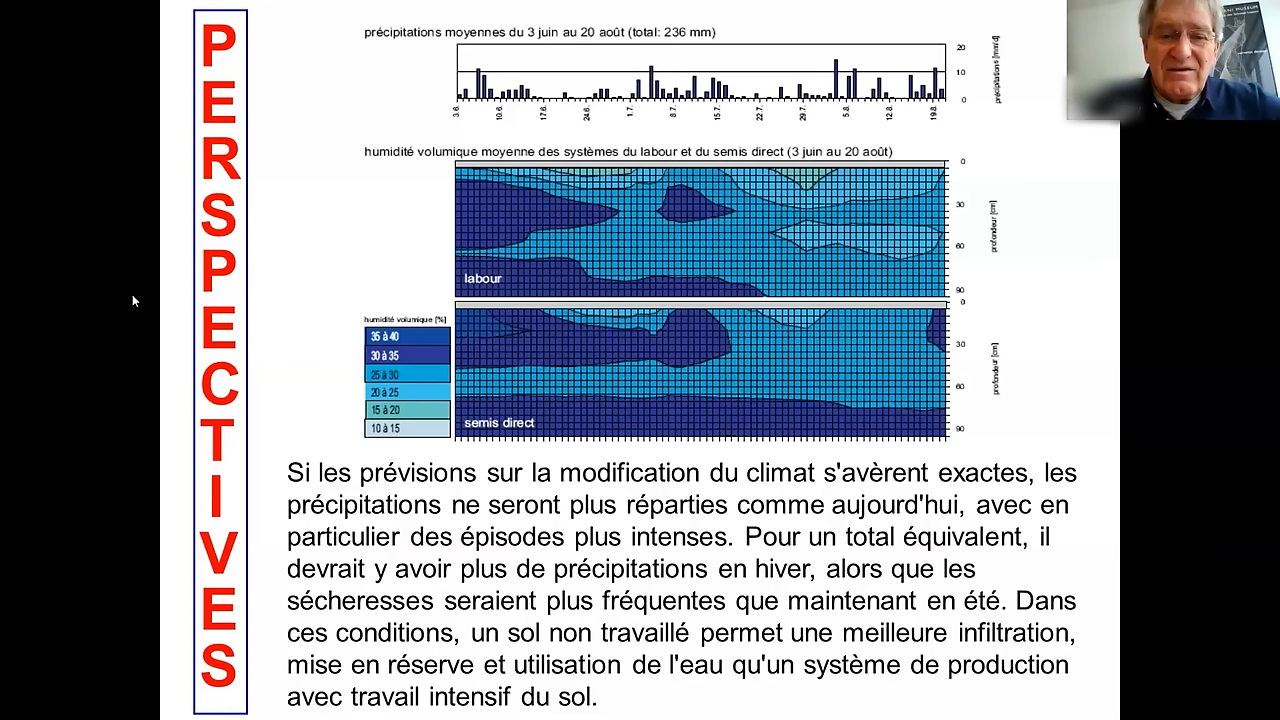 PERSPECTIVES
précipitations moyennes du 3 juin au 20 août (total: 236 mm)
20
10
0
précipitations [mm/d]
3.6.
10.6.
17.6.
24.6.
1.7.
8.7.
15.7.
22.7.
29.7.
5.8.
12.8.
19.8.
humidité volumique moyenne des systèmes du labour et du semis direct (3 juin au 20 août)
0
30
60
90
profondeur [cm]
labour
0
30
60
90
profondeur [cm]
semis direct
humidité volumique [%]
35 à 40
30 à 35
25 à 30
20 à 25
15 à 20
10 à 15
Si les prévisions sur la modification du climat s'avèrent exactes, les
précipitations ne seront plus réparties comme aujourd'hui, avec en
particulier des épisodes plus intenses. Pour un total équivalent, il
devrait y avoir plus de précipitations en hiver, alors que les
sécheresses seraient plus fréquentes que maintenant en été. Dans
ces conditions, un sol non travaillé permet une meilleure infiltration,
mise en réserve et utilisation de l'eau qu'un système de production
avec travail intensif du sol.